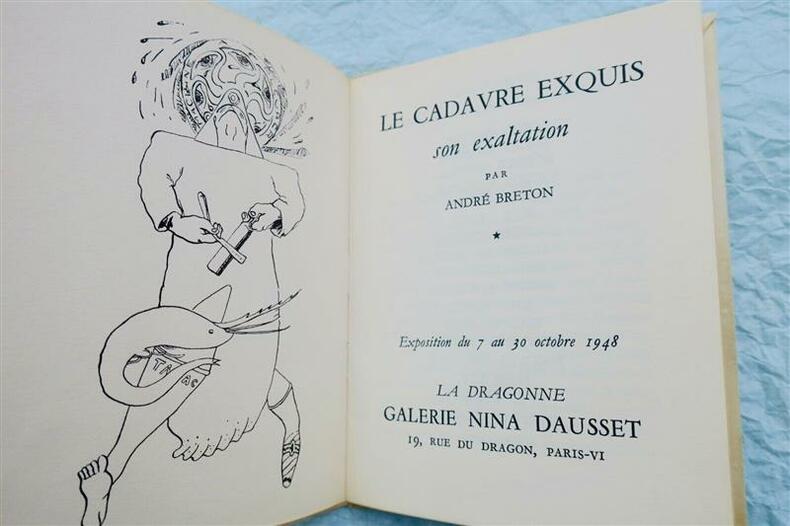 LE CADAVRE EXQUIS
son exaltation
PAR
ANDRÉ BRETON
Exposition du 7 au 30 octobre 1948
LA DRAGONNE
GALERIE NINA DAUSSET
19, RUE DU DRAGON, PARIS-VI